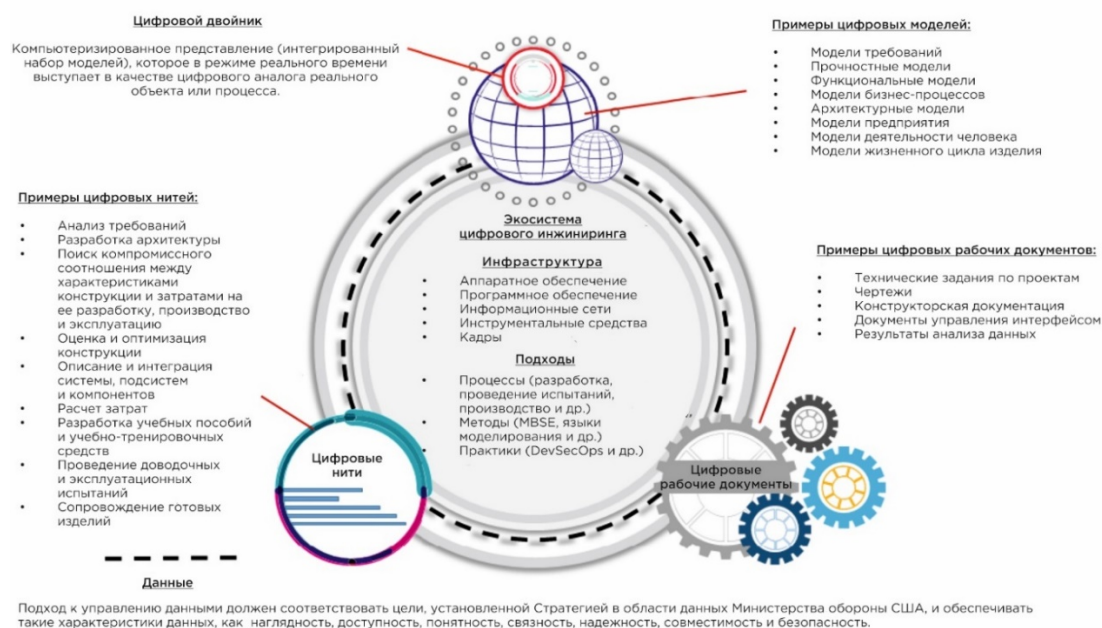 Цифровой двойник
Компьютеризированное представление (интегрированный
набор моделей), которое в режиме реального времени
выступает в качестве цифрового аналога реального
объекта или процесса.
Примеры цифровых моделей:
• Модели требований
• Прочностные модели
• Функциональные модели
• Модели бизнес-процессов
• Архитектурные модели
• Модели предприятия
• Модели деятельности человека
• Модели жизненного цикла изделия
Примеры цифровых нитей:
• Анализ требований
• Разработка архитектуры
• Поиск компромиссного
соотношения между
характеристиками
конструкции и затратами на
ее разработку, производство
и эксплуатацию
• Оценка и оптимизация
конструкции
• Описание и интеграция
системы, подсистем
и компонентов
• Расчет затрат
• Разработка учебных пособий
и учебно-тренировочных
средств
• Проведение доводочных
и эксплуатационных
испытаний
• Сопровождение готовых
изделий
Экосистема
цифрового инжиниринга
Инфраструктура
• Аппаратное обеспечение
• Программное обеспечение
• Информационные сети
• Инструментальные средства
• Кадры
Подходы
• Процессы (разработка,
проведение испытаний,
производство и др.)
• Методы (MBSE, языки
моделирования и др.)
• Практики (DevSecOps и др.)
Примеры цифровых рабочих документов:
• Технические задания по проектам
• Чертежи
• Конструкторская документация
• Документы управления интерфейсом
• Результаты анализа данных
Цифровые
нити
Цифровые
рабочие документы
Данные
Подход к управлению данными должен соответствовать цели, установленной Стратегией в области данных Министерства обороны США, и обеспечивать
такие характеристики данных, как наглядность, доступность, понятность, связность, надежность, совместимость и безопасность.